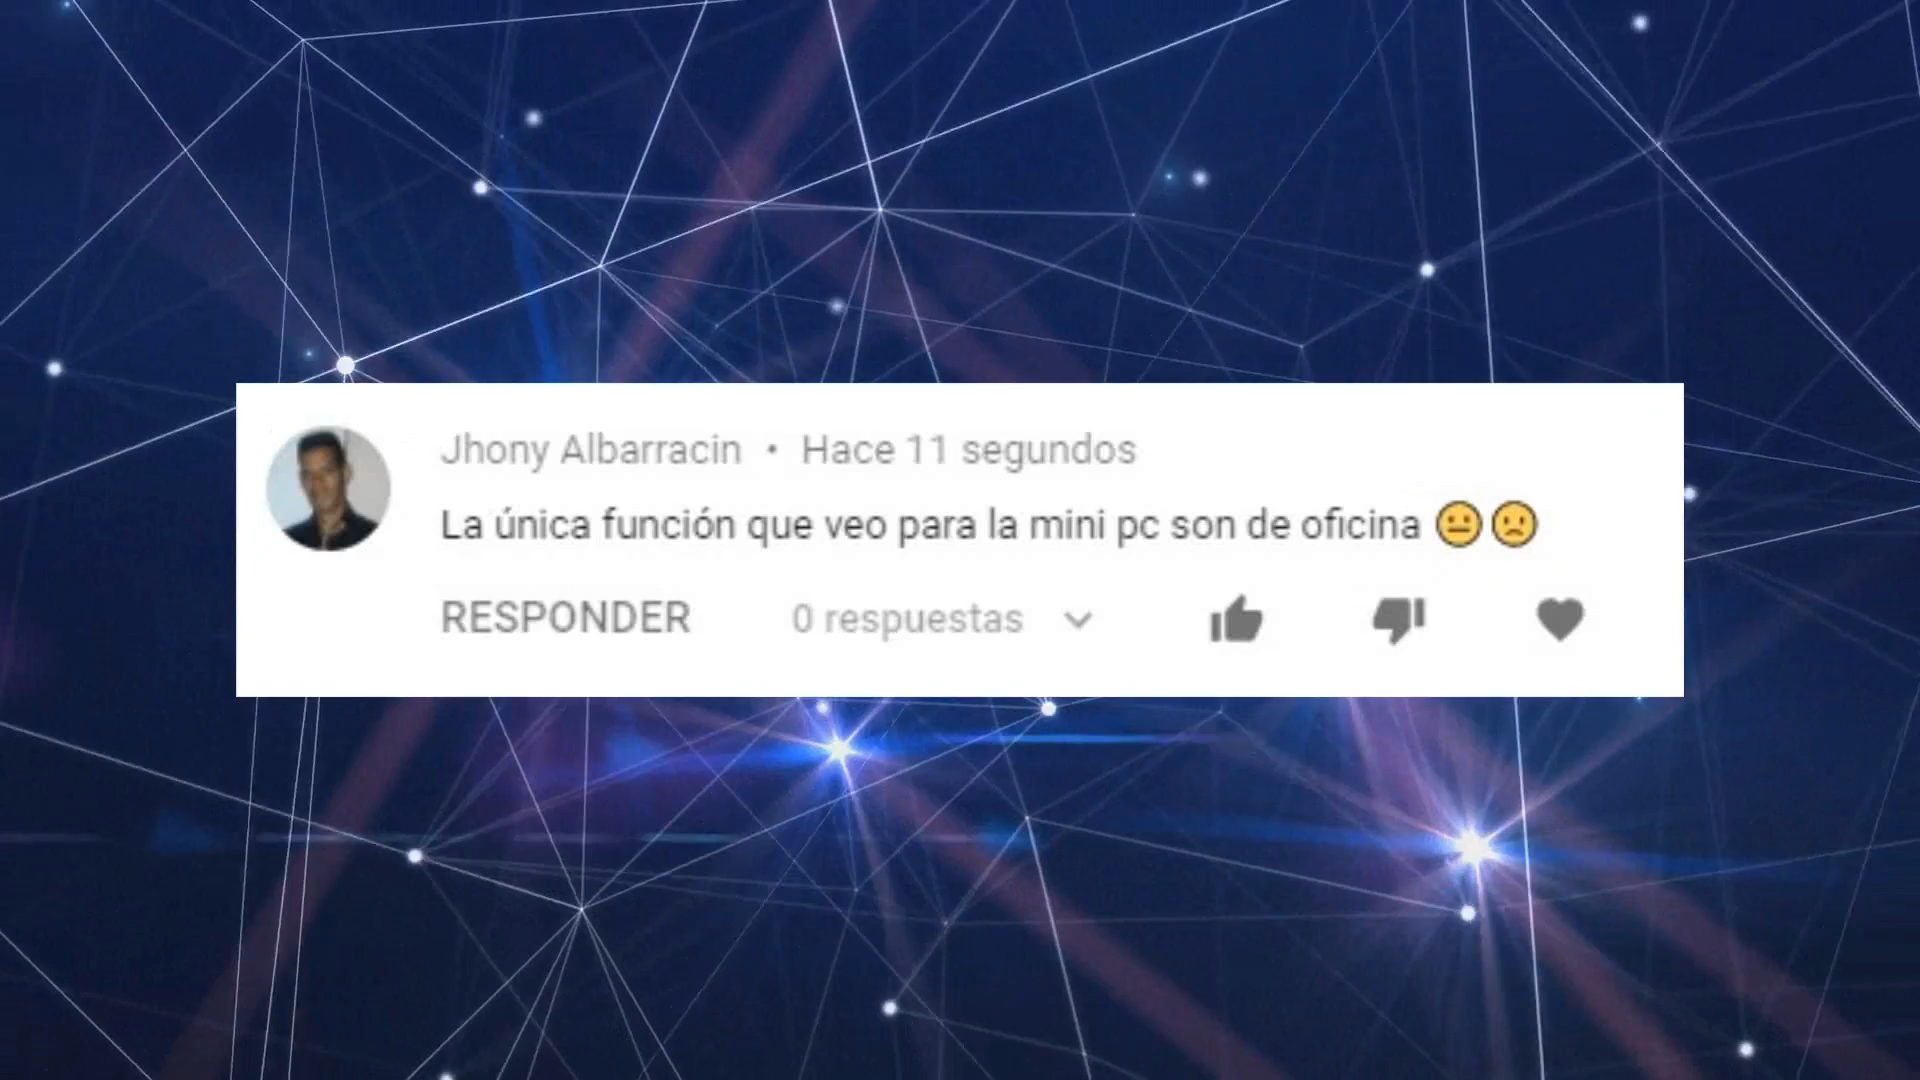 Jhony Albarracin • Hace 11 segundos
La única función que veo para la mini pc son de oficina 😐🙁
RESPONDER 0 respuestas